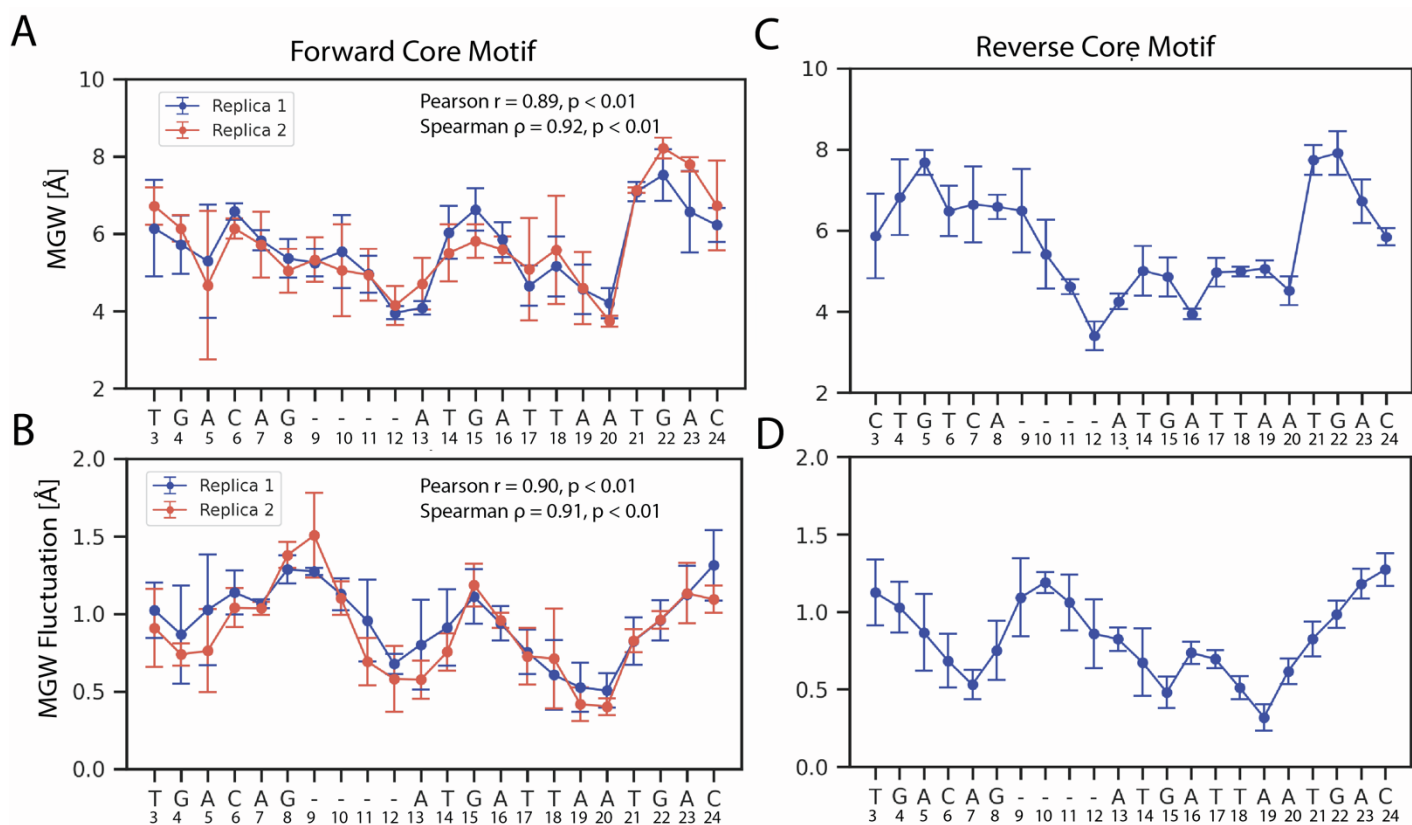 A
Forward Core Motif
MGW [Å]
10
8
6
4
2
Replica 1
Replica 2
Pearson r = 0.89, p < 0.01
Spearman ρ = 0.92, p < 0.01
T G A C A G - - - - A T G A T T A A T G A C
3 4 5 6 7 8 9 10 11 12 13 14 15 16 17 18 19 20 21 22 23 24
C
Reverse Core Motif
10
8
6
4
2
C T G T C A - - - - A T G A T T A A T G A C
3 4 5 6 7 8 9 10 11 12 13 14 15 16 17 18 19 20 21 22 23 24
B
MGW Fluctuation [Å]
2.0
1.5
1.0
0.5
0.0
Replica 1
Replica 2
Pearson r = 0.90, p < 0.01
Spearman ρ = 0.91, p < 0.01
T G A C A G - - - - A T G A T T A A T G A C
3 4 5 6 7 8 9 10 11 12 13 14 15 16 17 18 19 20 21 22 23 24
D
2.0
1.5
1.0
0.5
0.0
T G A C A G - - - - A T G A T T A A T G A C
3 4 5 6 7 8 9 10 11 12 13 14 15 16 17 18 19 20 21 22 23 24